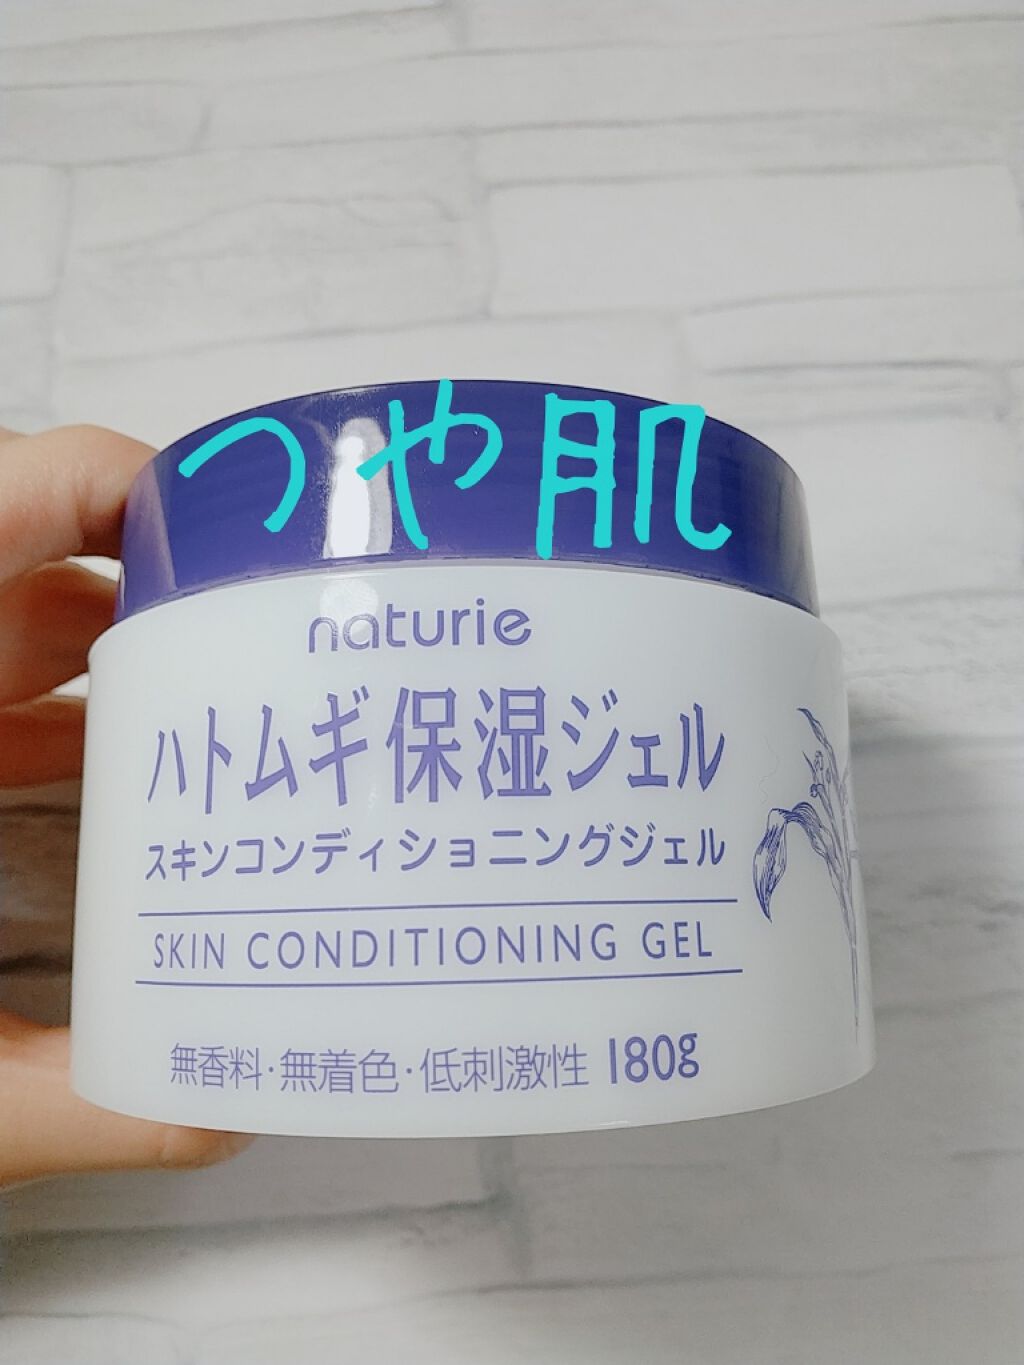 つや肌
naturie
ハトムギ保湿ジェル
スキンコンディショニングジェル
SKIN CONDITIONING GEL
無香料・無着色・低刺激性 180g